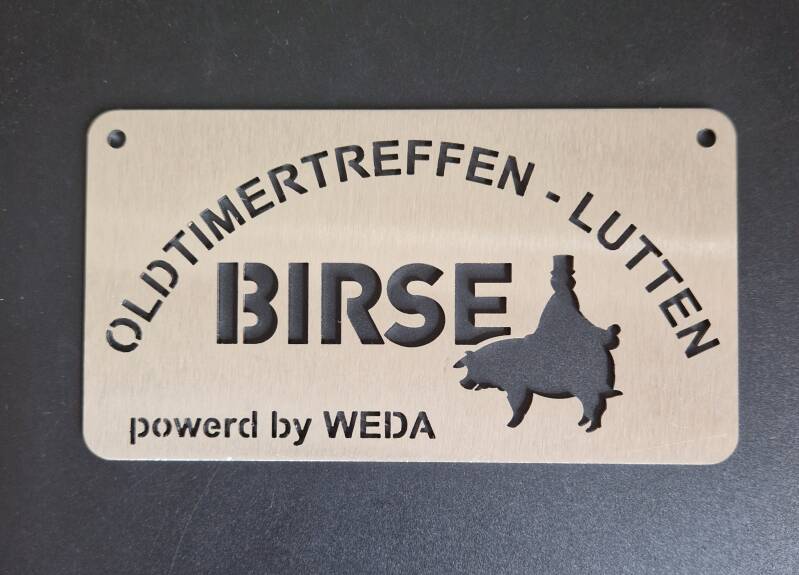 OLDTIMERTREFFEN - LUTTEN
BIRSE
powerd by WEDA